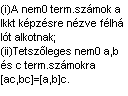 (i)A nem0 term.számok a
lkkt képzésre nézve félhá
lót alkotnak;
(ii)Tetszőleges nem0 a,b
és c term.számokra
[ac,bc]=[a,b]c.